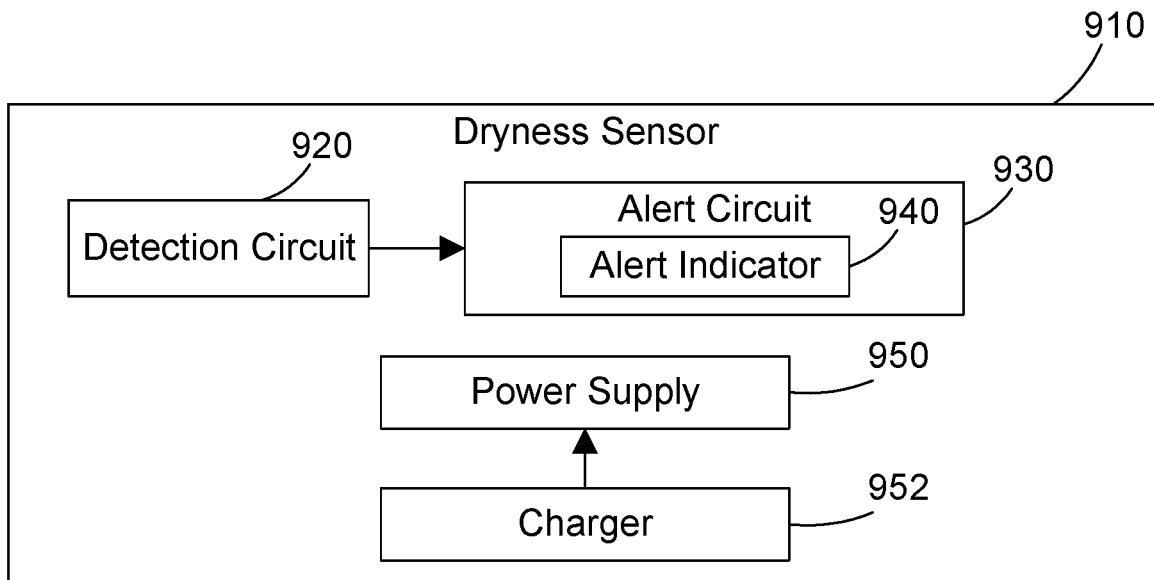 910
Dryness Sensor
920
930
Alert Circuit
940
Detection Circuit
Alert Indicator
950
Power Supply
952
Charger